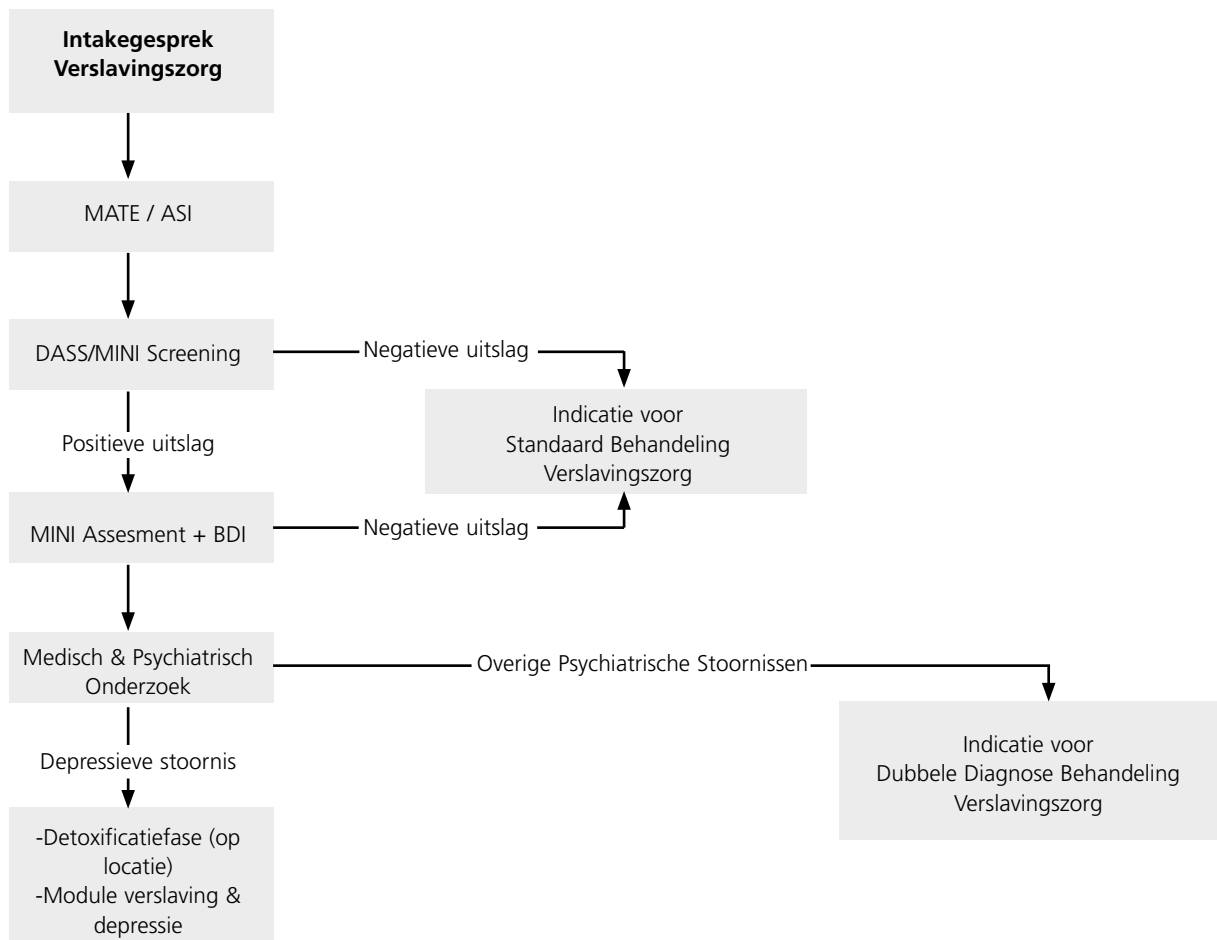 Intakegesprek
Verslavingszorg
MATE / ASI
DASS/MINI Screening
Negatieve uitslag
Indicatie voor
Standaard Behandeling
Verslavingszorg
Positieve uitslag
MINI Assesment + BDI
Negatieve uitslag
Medisch & Psychiatrisch
Onderzoek
Overige Psychiatrische Stoornissen
Indicatie voor
Dubbele Diagnose Behandeling
Verslavingszorg
Depressieve stoornis
-Detoxificatiefase (op
locatie)
-Module verslaving &
depressie